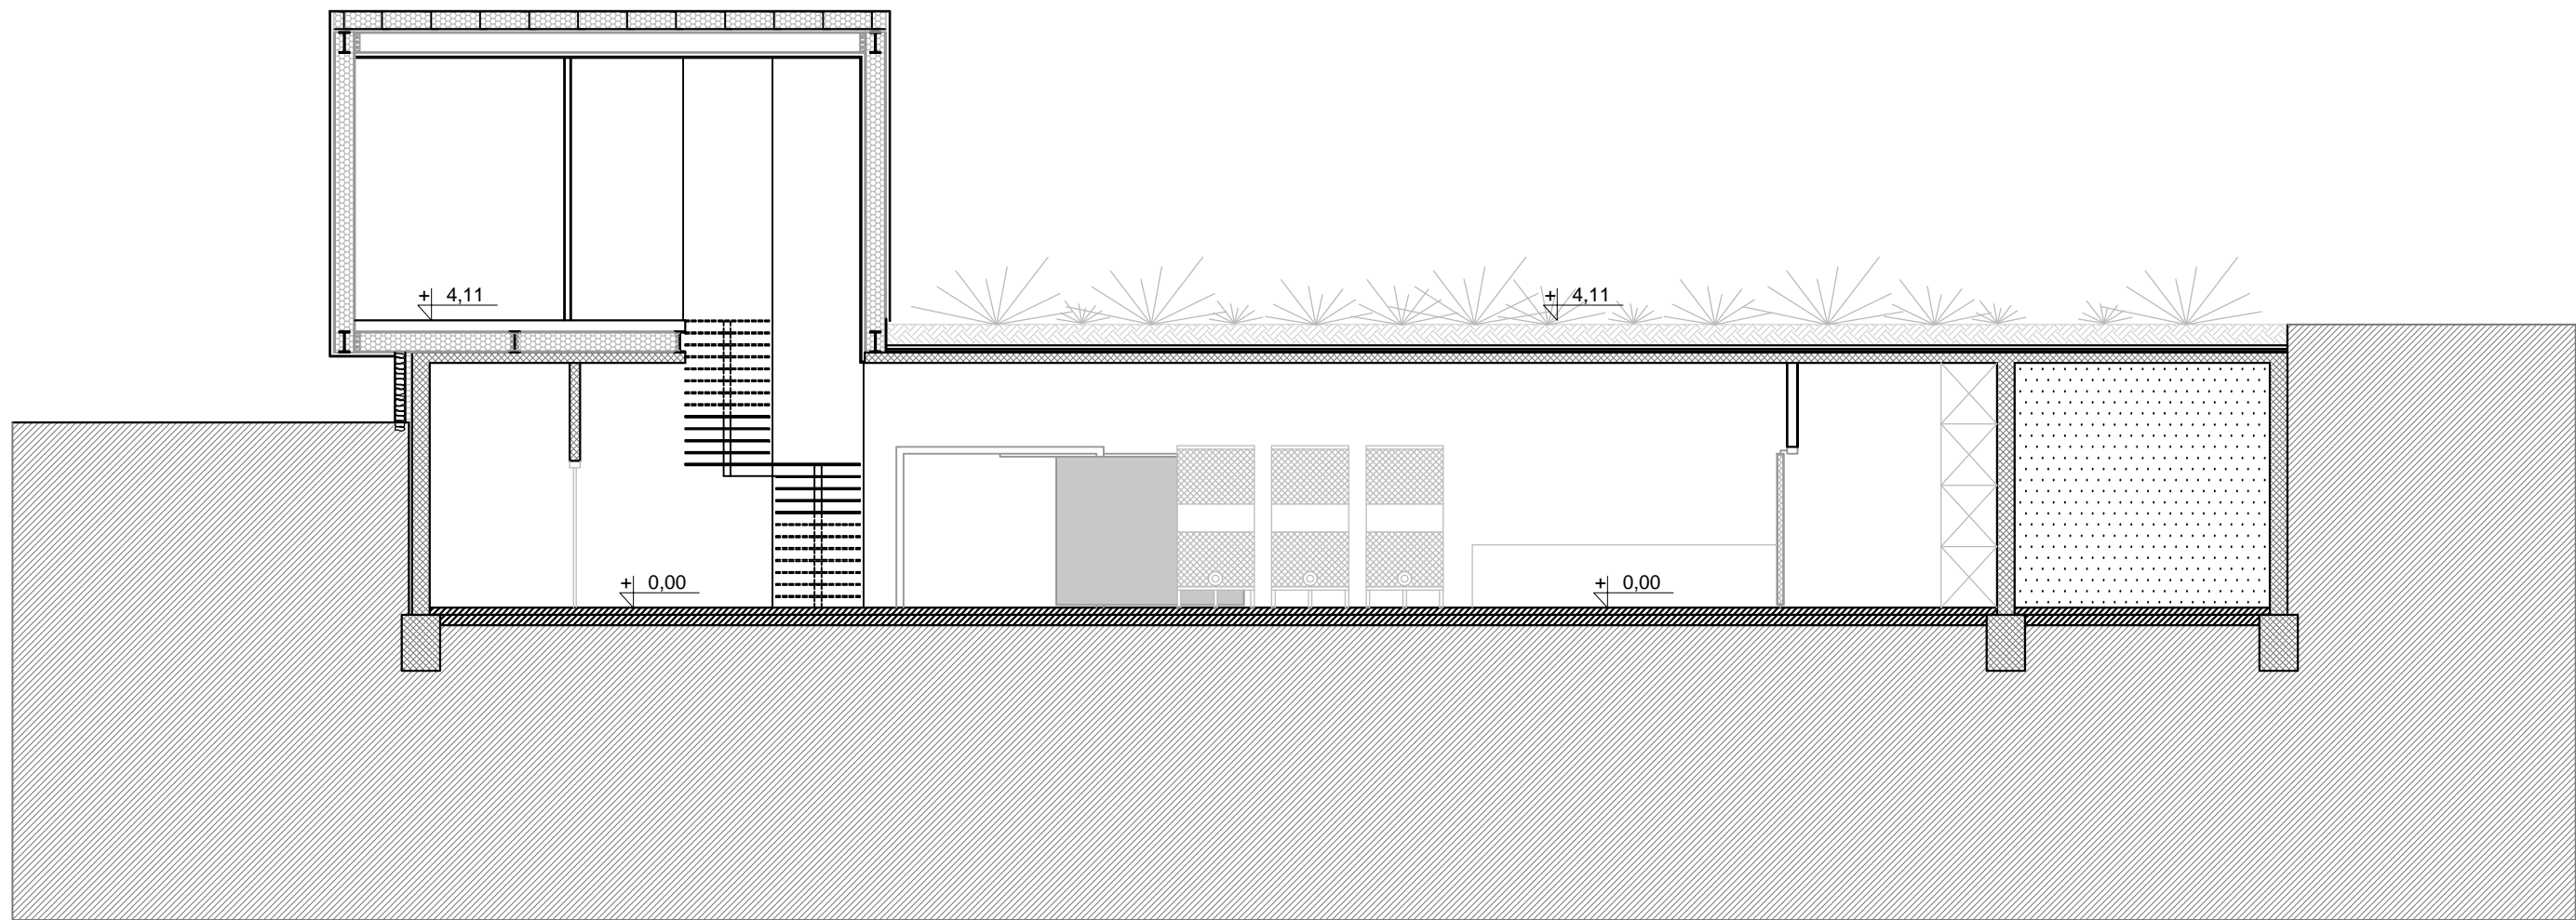 + 4,11
+ 4,11
+ 0,00
+ 0,00